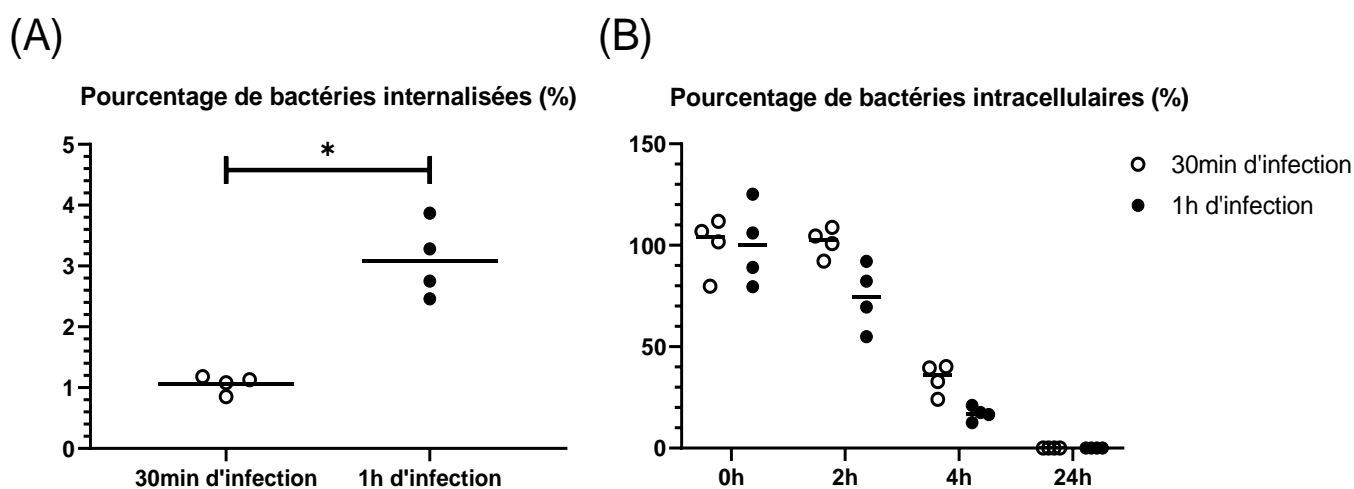 (A)
Pourcentage de bactéries internalisées (%)
5
4
3
2
1
0
*
30min d'infection
1h d'infection
(B)
Pourcentage de bactéries intracellulaires (%)
150
100
50
0
0h
2h
4h
24h
30min d'infection
1h d'infection